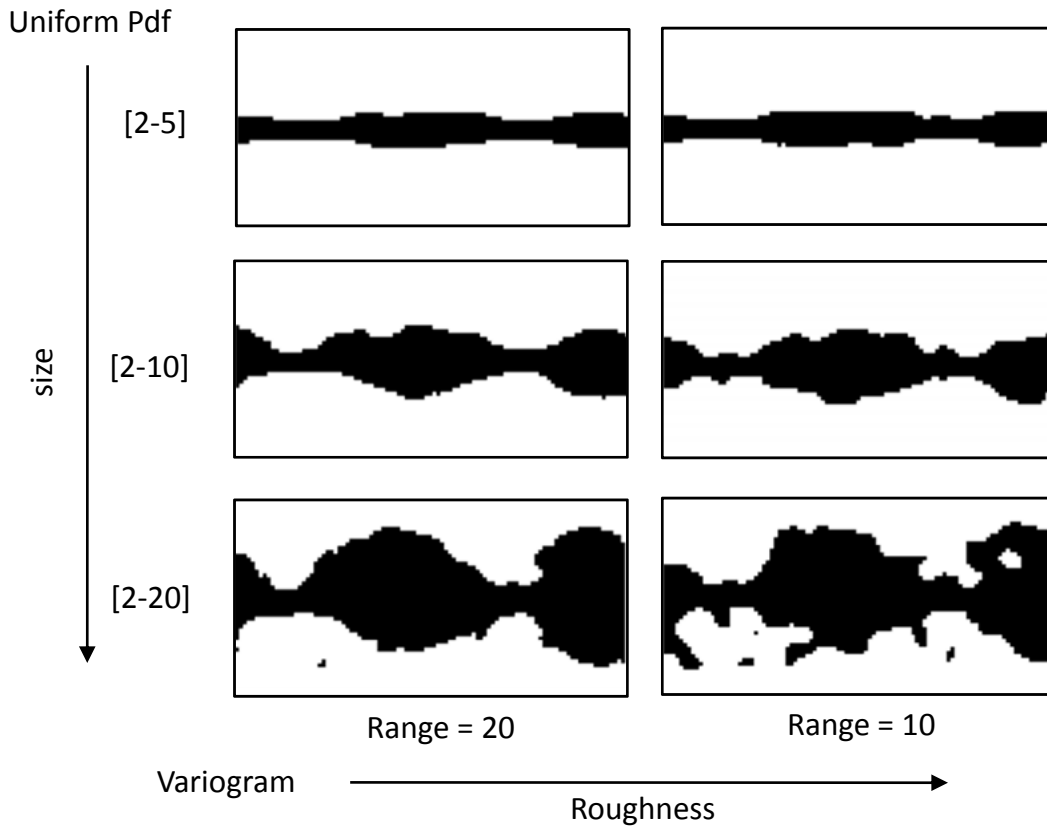 Uniform Pdf
[2-5]
[2-10]
[2-20]
size
Range = 20
Range = 10
Variogram
Roughness